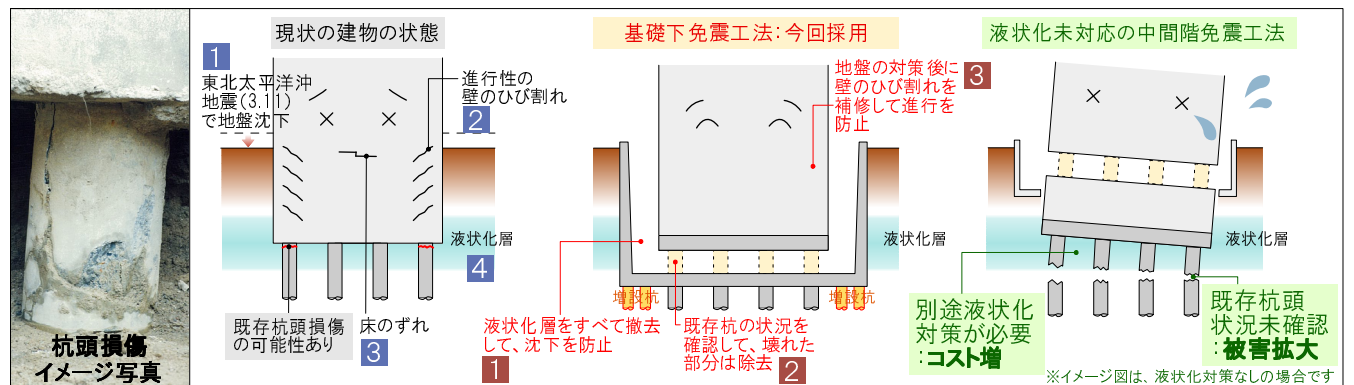 杭頭損傷
イメージ写真
現状の建物の状態
1
東北太平洋沖
地震(3.11)
で地盤沈下
進行性の
壁のひび割れ
2
液状化層
4
既存杭頭損傷
の可能性あり
床のずれ
3
基礎下免震工法:今回採用
地盤の対策後に
壁のひび割れを
補修して進行を
防止
3
液状化層
増設杭
増設杭
液状化層をすべて撤去
して、沈下を防止
1
既存杭の状況を
確認して、壊れた
部分は除去
2
液状化未対応の中間階免震工法
液状化層
別途液状化
対策が必要
:コスト増
既存杭頭
状況未確認
:被害拡大
※イメージ図は、液状化対策なしの場合です